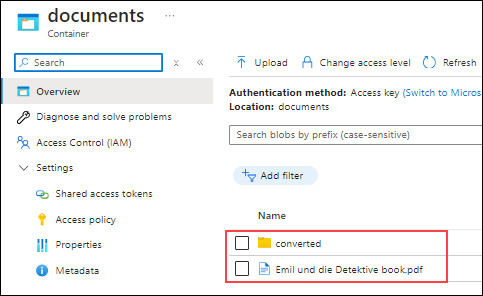 documents
Container
Search
Overview
Diagnose and solve problems
Access Control (IAM)
Settings
Shared access tokens
Access policy
Properties
Metadata
Upload Change access level Refresh
Authentication method: Access key (Switch to Micros
Location: documents
Search blobs by prefix (case-sensitive)
Add filter
Name
converted
Emil und die Detektive book.pdf